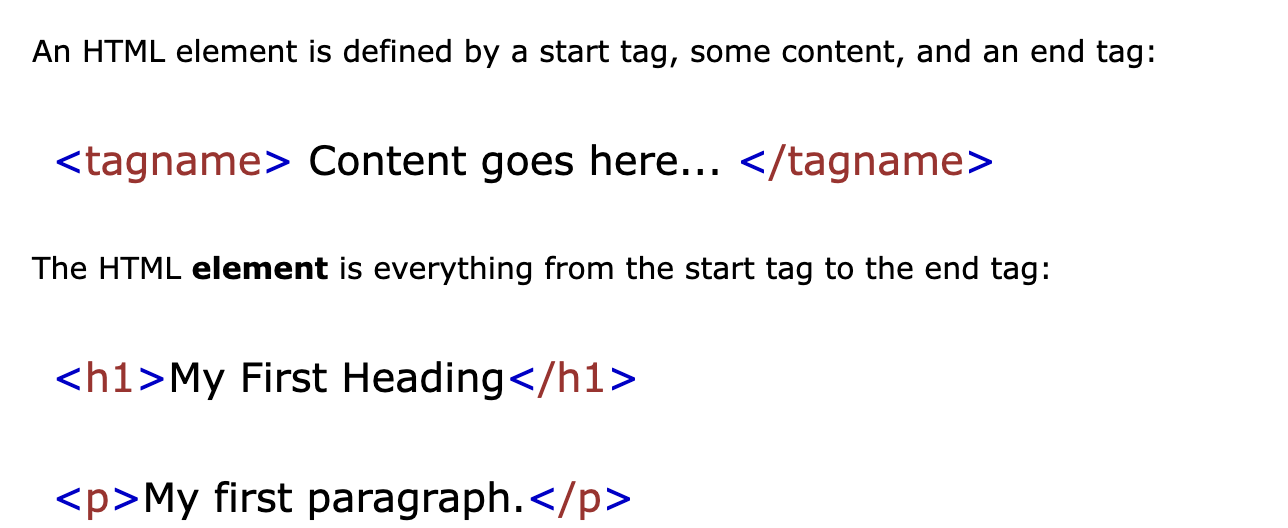 An HTML element is defined by a start tag, some content, and an end tag:
<tagname> Content goes here... </tagname>
The HTML element is everything from the start tag to the end tag:
<h1>My First Heading</h1>
<p>My first paragraph.</p>